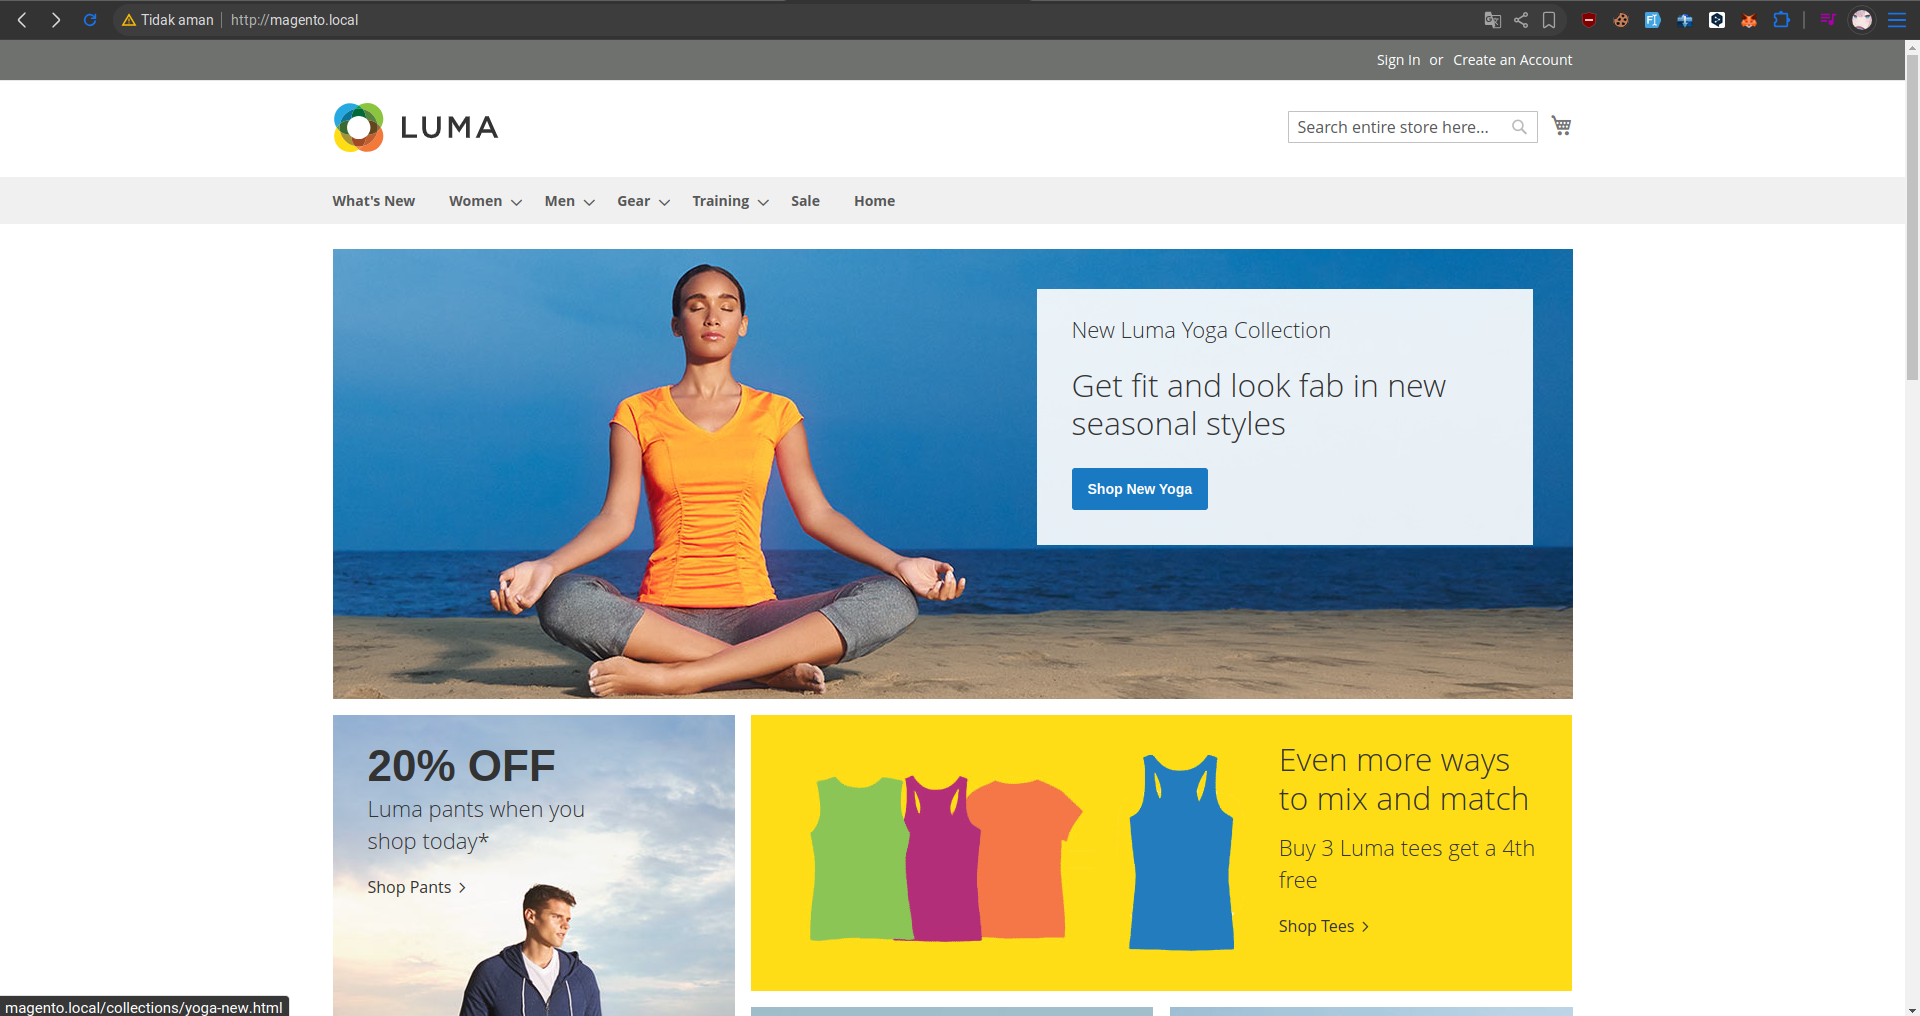 Tidak aman
http://magento.local
Sign In or Create an Account
LUMA
Search entire store here...
What's New Women Men Gear Training Sale Home
New Luma Yoga Collection
Get fit and look fab in new
seasonal styles
Shop New Yoga
20% OFF
Luma pants when you
shop today*
Shop Pants
Even more ways
to mix and match
Buy 3 Luma tees get a 4th
free
Shop Tees
magento.local/collections/yoga-new.html